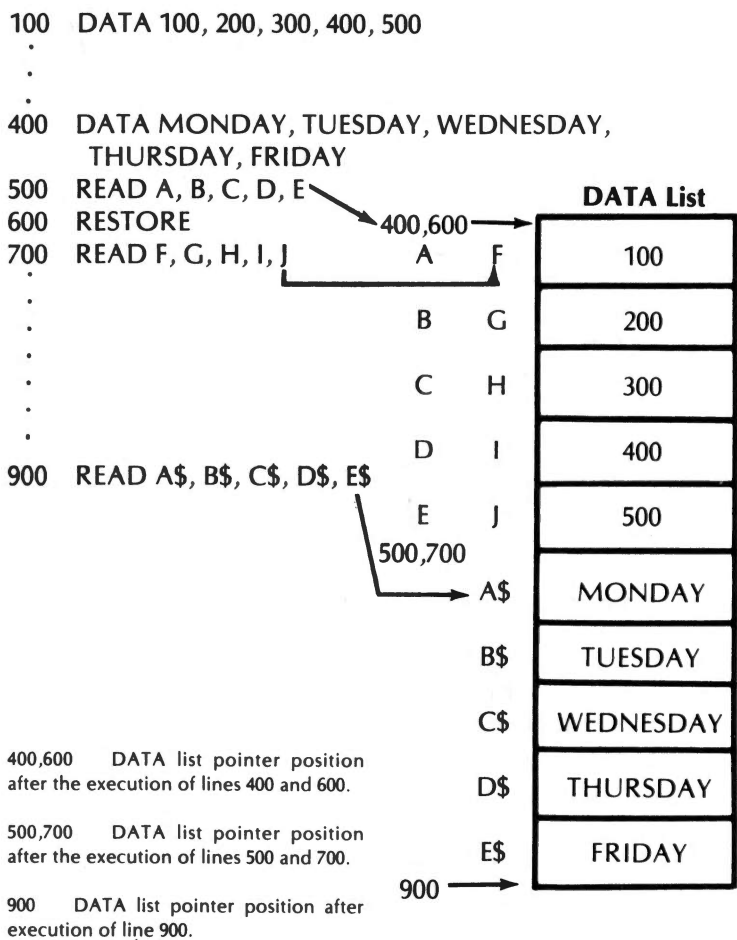 100 DATA 100, 200, 300, 400, 500
400 DATA MONDAY, TUESDAY, WEDNESDAY,
THURSDAY, FRIDAY
500 READ A, B, C, D, E
600 RESTORE
700 READ F, G, H, I, J
900 READ A$, B$, C$, D$, E$
DATA List
400,600
A F 100
B G 200
C H 300
D I 400
E J 500
500,700
A$ MONDAY
B$ TUESDAY
C$ WEDNESDAY
D$ THURSDAY
E$ FRIDAY
900
400,600 DATA list pointer position
after the execution of lines 400 and 600.
500,700 DATA list pointer position
after the execution of lines 500 and 700.
900 DATA list pointer position after
execution of line 900.